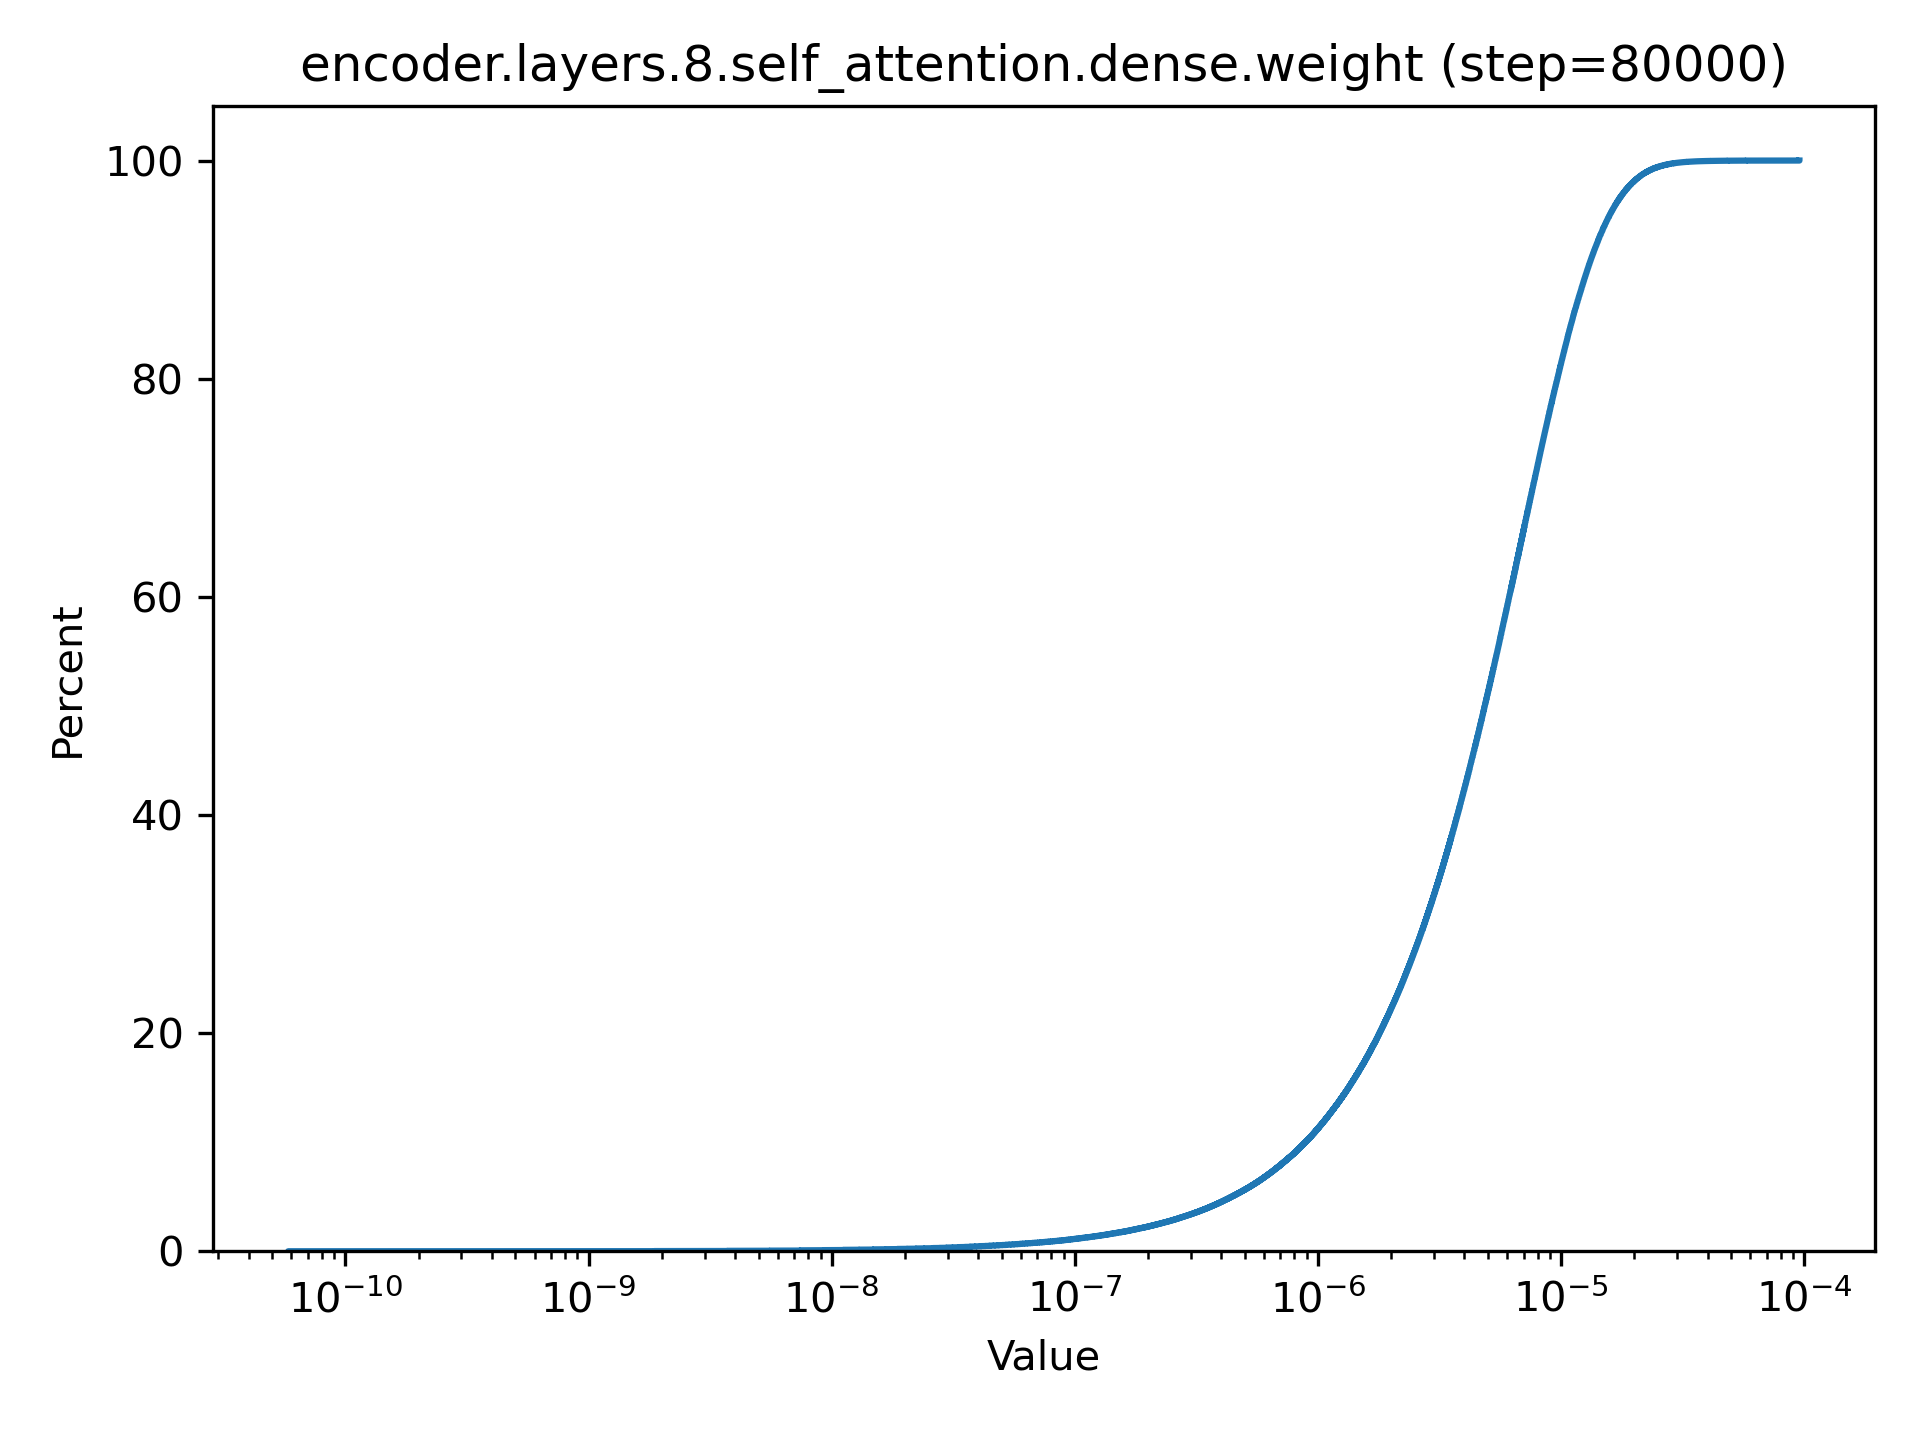 encoder.layers.8.self_attention.dense.weight (step=80000)
Percent
100
80
60
40
20
0
10⁻¹⁰ 10⁻⁹ 10⁻⁸ 10⁻⁷ 10⁻⁶ 10⁻⁵ 10⁻⁴
Value